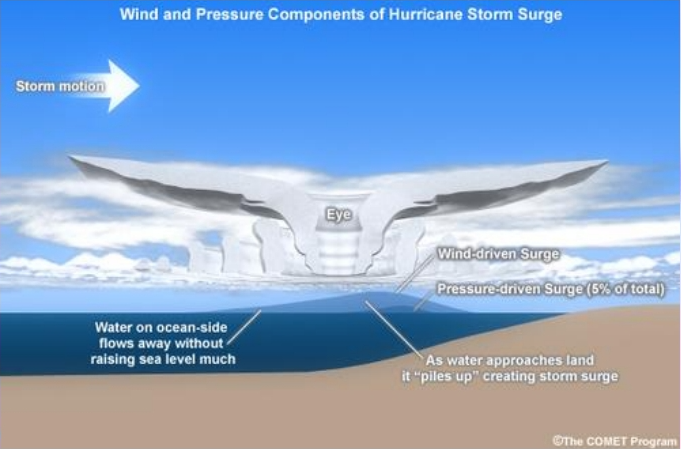 Wind and Pressure Components of Hurricane Storm Surge
Storm motion
Eye
Wind-driven Surge
Pressure-driven Surge (5% of total)
Water on ocean-side
flows away without
raising sea level much
As water approaches land
it “piles up” creating storm surge
©The COMET Program